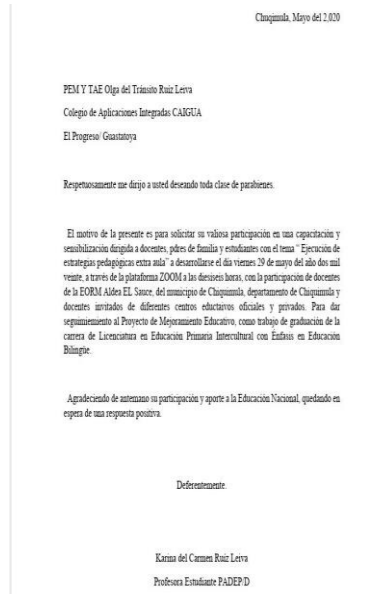 Chuqimula, Mayo del 2,020
PEM Y TAE Olga del Tránsito Ruiz Leiva
Colegio de Aplicaciones Integradas CAIGUA
El Progreso/ Guastatoya
Respetuosamente me dirijo a usted deseando toda clase de parabienes.
El motivo de la presente es para solicitar su valiosa participación en una capacitación y
sensibilización dirigida a docentes, pdres de familia y estudiantes con el tema “ Ejecución de
estrategias pedagógicas extra aula” a desarrollarse el día viernes 29 de mayo del año dos mil
veinte, a través de la plataforma ZOOM a las diesiseis horas, con la participación de docentes
de la EORM Aldea EL Sauce, del municipio de Chiquimula, departamento de Chiquimula y
docentes invitados de diferentes centros eductaivos oficiales y privados. Para dar
seguimiemiento al Proyecto de Mejoramiento Educativo, como trabajo de graduación de la
carrera de Licenciatura en Educación Primaria Intercultural con Énfasis en Educación
Bilingüe.
Agradeciendo de antemano su participación y aporte a la Educación Nacional, quedando en
espera de una respuesta positiva.
Deferentemente.
Karina del Carmen Ruiz Leiva
Profesora Estudiante PADEP/D